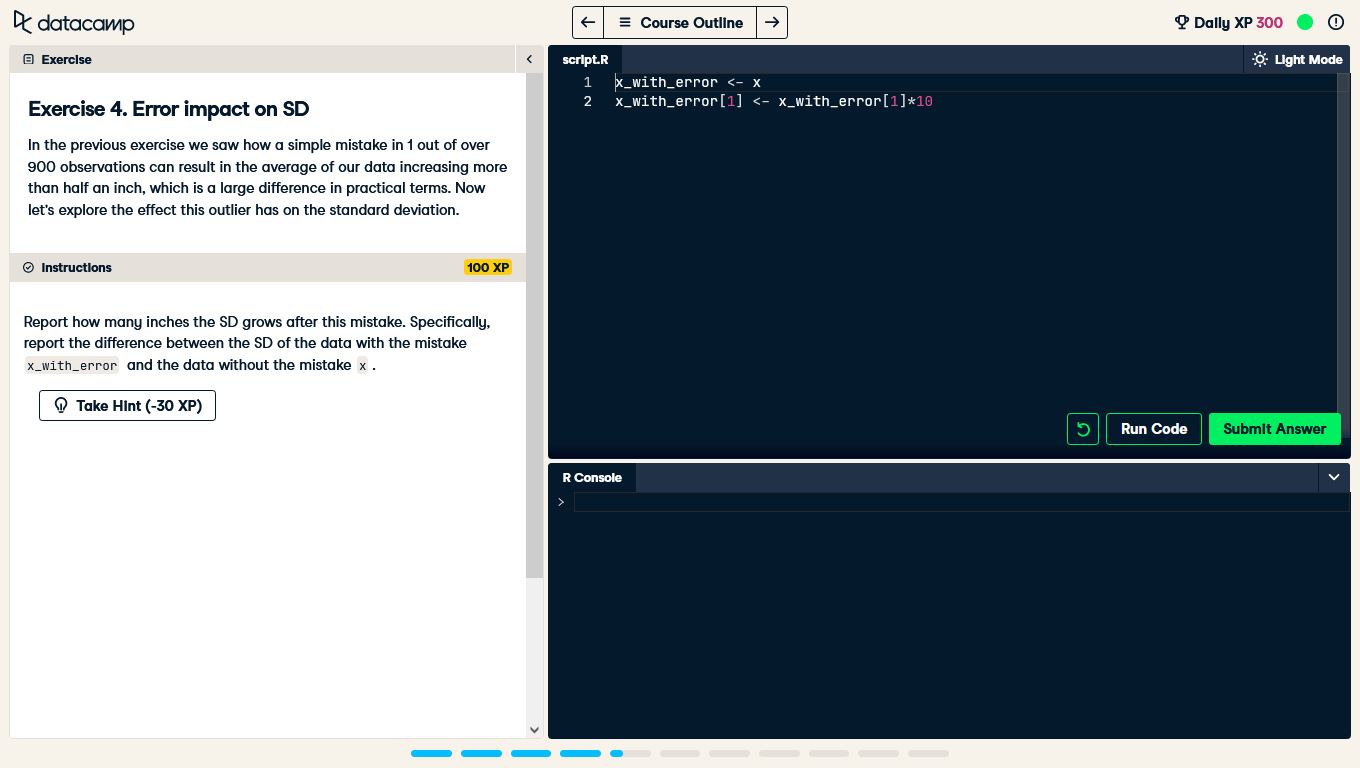 datacamp
Course Outline
Daily XP 300
Exercise
Exercise 4. Error impact on SD
In the previous exercise we saw how a simple mistake in 1 out of over
900 observations can result in the average of our data increasing more
than half an inch, which is a large difference in practical terms. Now
let's explore the effect this outlier has on the standard deviation.
Instructions
100 XP
Report how many inches the SD grows after this mistake. Specifically,
report the difference between the SD of the data with the mistake
x_with_error and the data without the mistake x .
Take Hint (-30 XP)
script.R
Light Mode
1 x_with_error <- x
2 x_with_error[1] <- x_with_error[1]*10
Run Code
Submit Answer
R Console
>